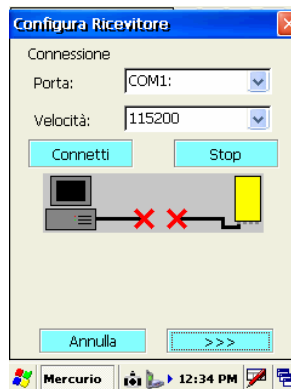 Configura Ricevitore
Connessione
Porta: COM1:
Velocità: 115200
Connetti Stop
Annulla >>>
Mercurio 12:34 PM